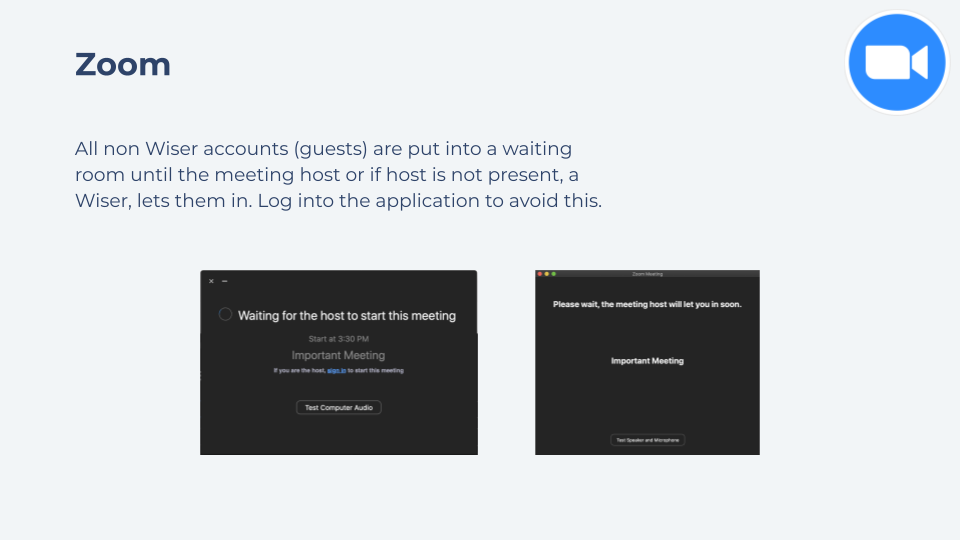 Zoom
All non Wiser accounts (guests) are put into a waiting
room until the meeting host or if host is not present, a
Wiser, lets them in. Log into the application to avoid this.
Waiting for the host to start this meeting
Start at 3:30 PM
Important Meeting
If you are the host, sign in to start this meeting
Test Computer Audio
Zoom Meeting
Please wait, the meeting host will let you in soon.
Important Meeting
Test Speaker and Microphone